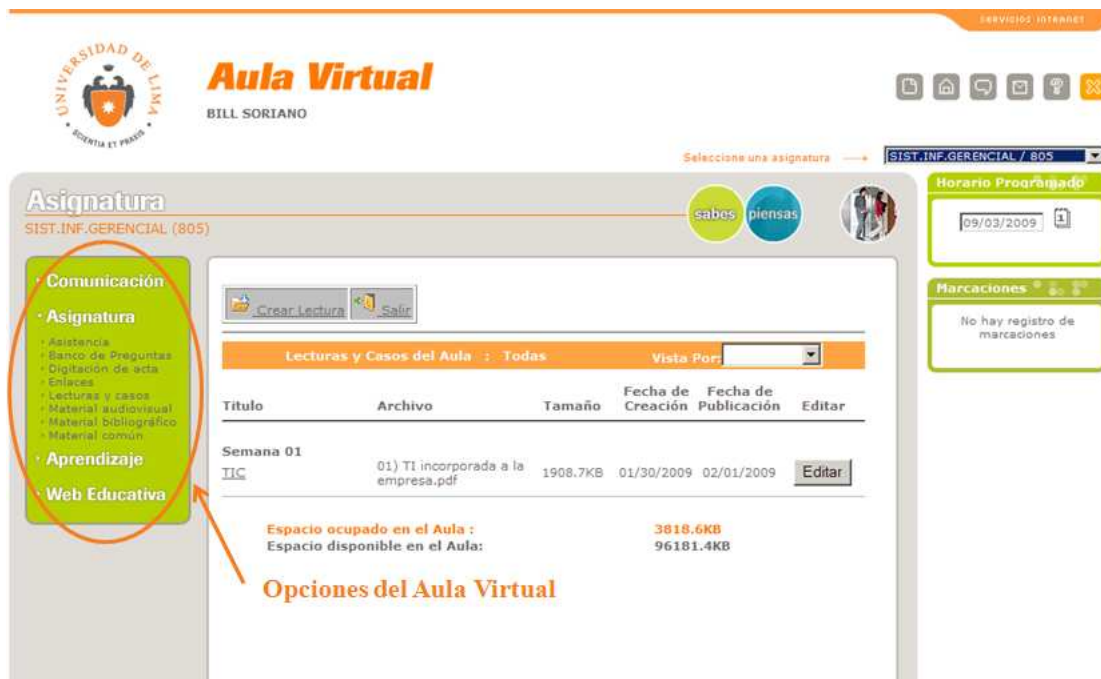 SERVICIOS INTRANET
UNIVERSIDAD DE LIMA
SCIENTIA ET PRAXIS
Aula Virtual
BILL SORIANO
Seleccione una asignatura
SIST.INF.GERENCIAL / 805
Asignatura
SIST.INF.GERENCIAL (805)
sabes piensas
Horario Programado
09/03/2009 1
Marcaciones
No hay registro de
marcaciones
· Comunicación
· Asignatura
· Asistencia
· Banco de Preguntas
· Digitación de acta
· Enlaces
· Lecturas y casos
· Material audiovisual
· Material bibliográfico
· Material común
· Aprendizaje
· Web Educativa
Crear Lectura Salir
Lecturas y Casos del Aula : Todas Vista Por:
Título Archivo Tamaño Fecha de Creación Fecha de Publicación Editar
Semana 01
TIC 01) TI incorporada a la empresa.pdf 1908.7KB 01/30/2009 02/01/2009 Editar
Espacio ocupado en el Aula : 3818.6KB
Espacio disponible en el Aula: 96181.4KB
Opciones del Aula Virtual